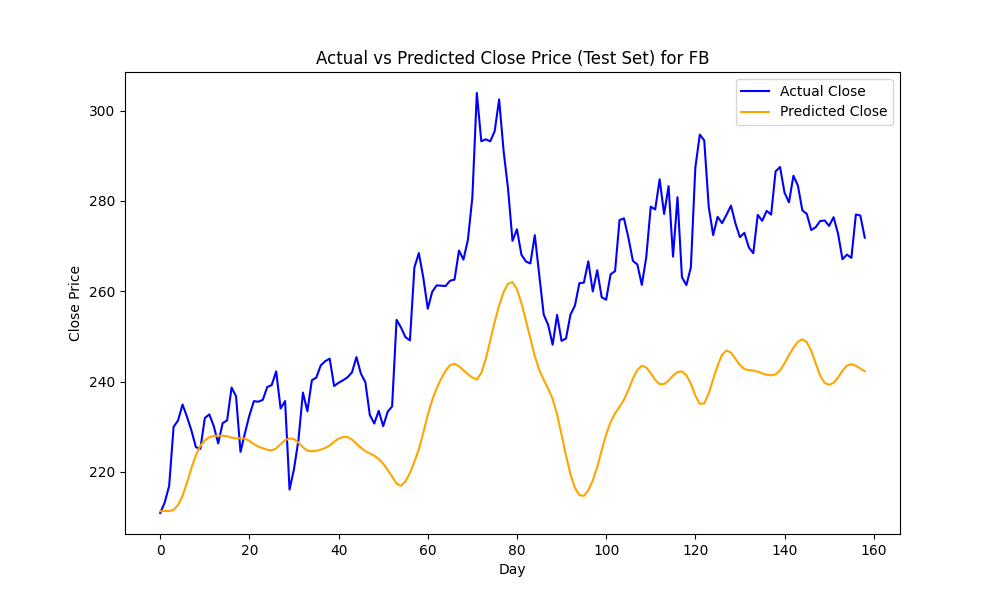 Actual vs Predicted Close Price (Test Set) for FB
Actual Close
Predicted Close
Close Price
300
280
260
240
220
0 20 40 60 80 100 120 140 160
Day